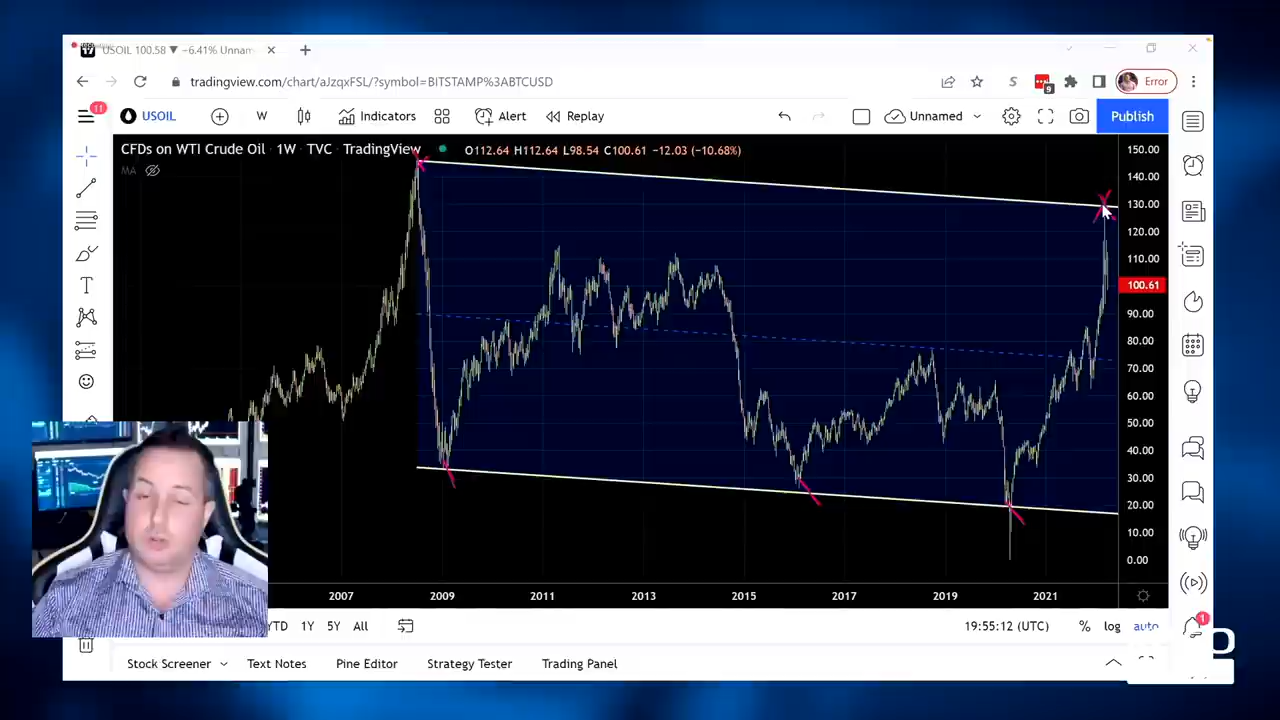 USOIL 100.58 ▼ −6.41% Unnam
tradingview.com/chart/aJzqxFSL/?symbol=BITSTAMP%3ABTCUSD
S
9
Error
11
USOIL
W
Indicators
Alert
Replay
Unnamed
Publish
CFDs on WTI Crude Oil · 1W · TVC · TradingView
O112.64 H112.64 L98.54 C100.61 −12.03 (−10.68%)
MA
150.00
140.00
130.00
120.00
110.00
100.61
90.00
80.00
70.00
60.00
50.00
40.00
30.00
20.00
10.00
0.00
2007 2009 2011 2013 2015 2017 2019 2021
YTD 1Y 5Y All
19:55:12 (UTC)
% log auto
1
Stock Screener
Text Notes
Pine Editor
Strategy Tester
Trading Panel